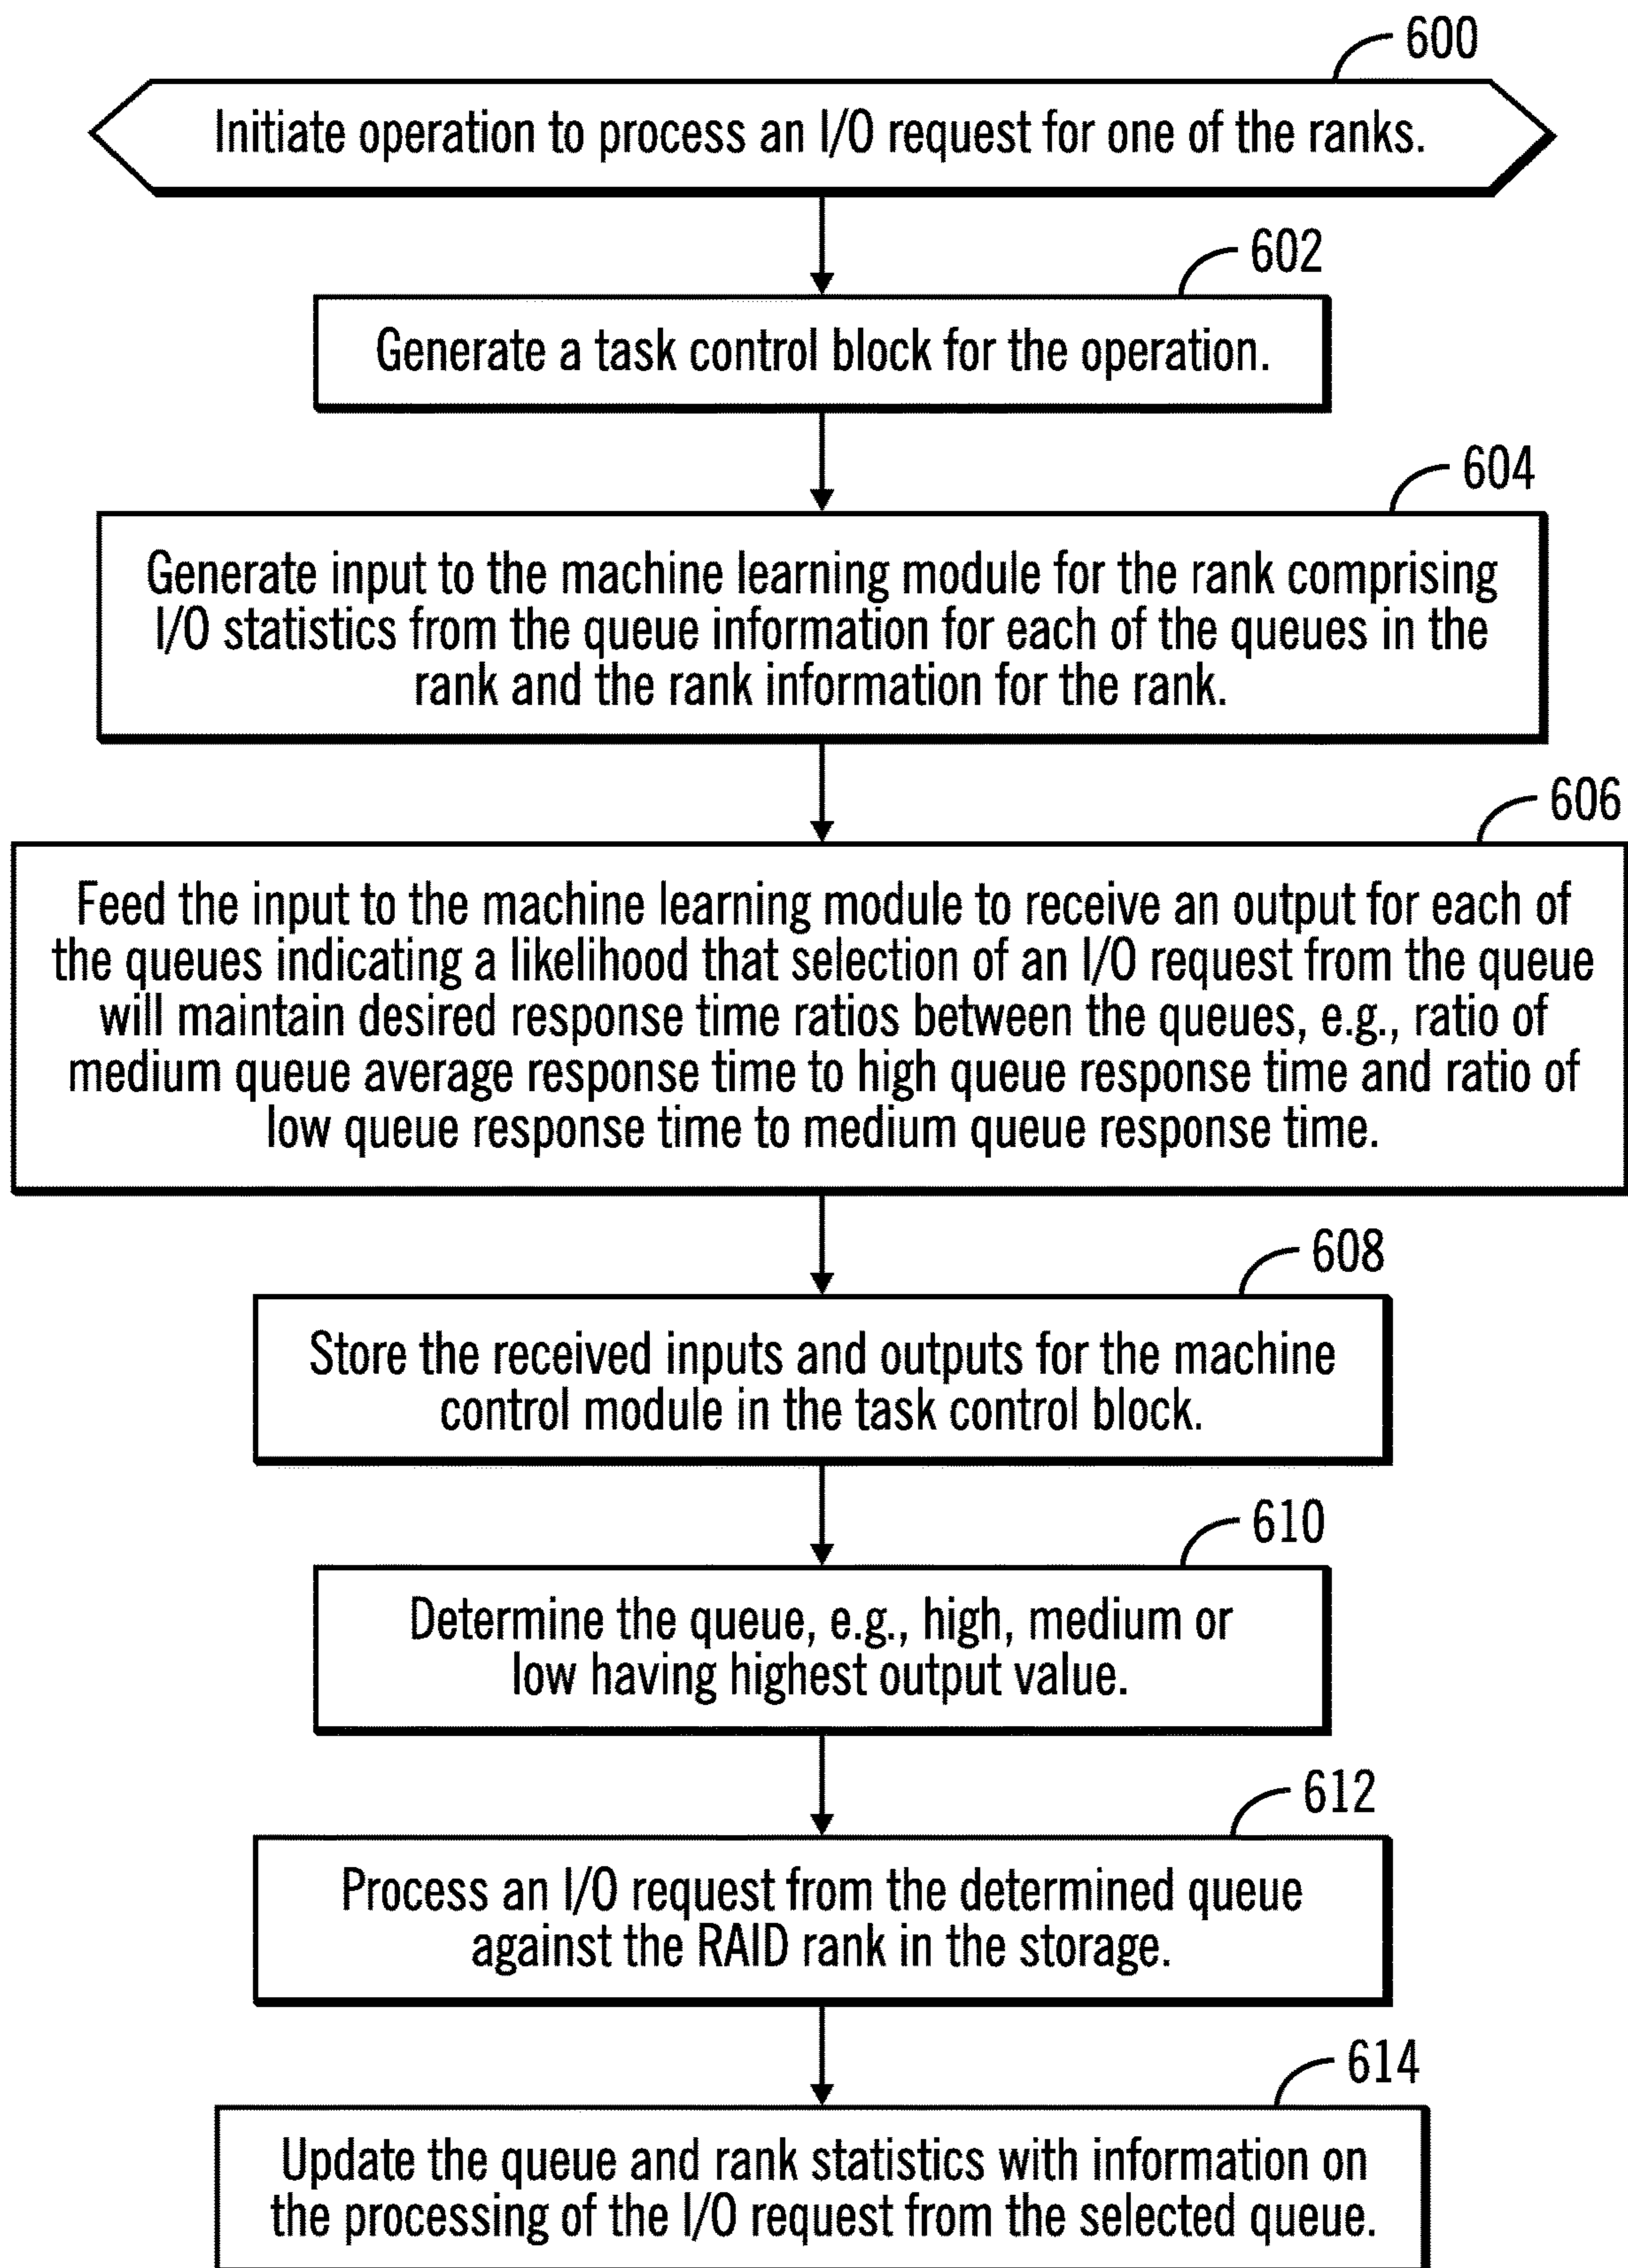 600
Initiate operation to process an I/O request for one of the ranks.
602
Generate a task control block for the operation.
604
Generate input to the machine learning module for the rank comprising
I/O statistics from the queue information for each of the queues in the
rank and the rank information for the rank.
606
Feed the input to the machine learning module to receive an output for each of
the queues indicating a likelihood that selection of an I/O request from the queue
will maintain desired response time ratios between the queues, e.g., ratio of
medium queue average response time to high queue response time and ratio of
low queue response time to medium queue response time.
608
Store the received inputs and outputs for the machine
control module in the task control block.
610
Determine the queue, e.g., high, medium or
low having highest output value.
612
Process an I/O request from the determined queue
against the RAID rank in the storage.
614
Update the queue and rank statistics with information on
the processing of the I/O request from the selected queue.